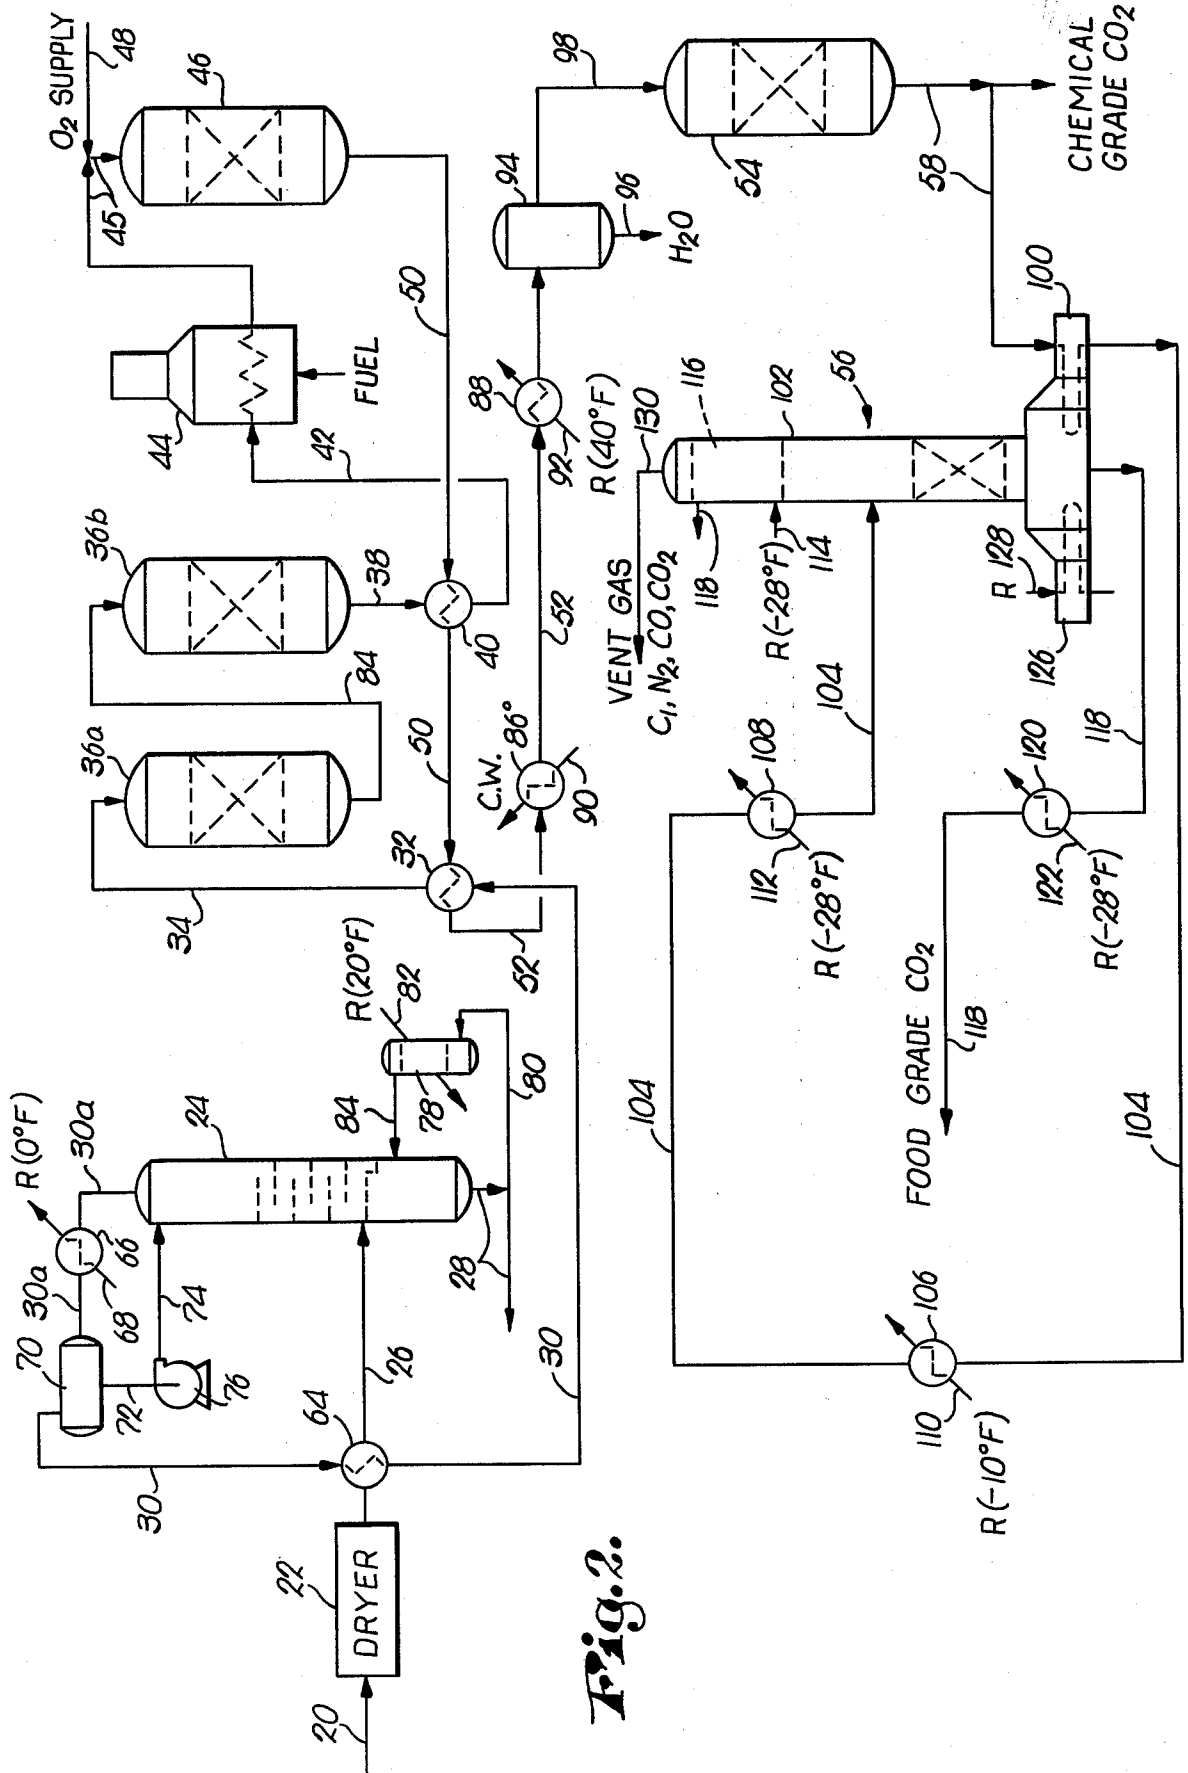 20
22
DRYER
64
26
30
30
70
72
76
74
30a
68
66
R (0°F)
30a
24
28
80
84
78
82
R(20°F)
34
32
52
36a
84
36b
38
40
50
42
44
FUEL
45
O2 SUPPLY
48
46
50
C.W.
86°
90
52
92
R(40°F)
88
94
96
H2O
98
54
58
CHEMICAL
GRADE CO2
VENT GAS
C1, N2, CO, CO2
130
116
118
102
R(-28°F)
114
56
104
100
R
128
126
118
108
112
R(-28°F)
120
122
R(-28°F)
104
FOOD GRADE CO2
118
104
106
110
R(-10°F)
Fig.2.